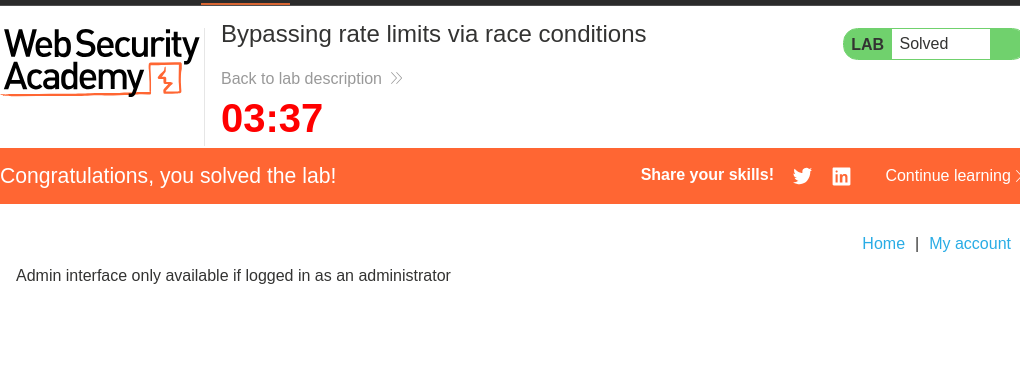 Web Security
Academy
Bypassing rate limits via race conditions
Back to lab description
03:37
LAB Solved
Congratulations, you solved the lab!
Share your skills!
Continue learning
Home | My account
Admin interface only available if logged in as an administrator